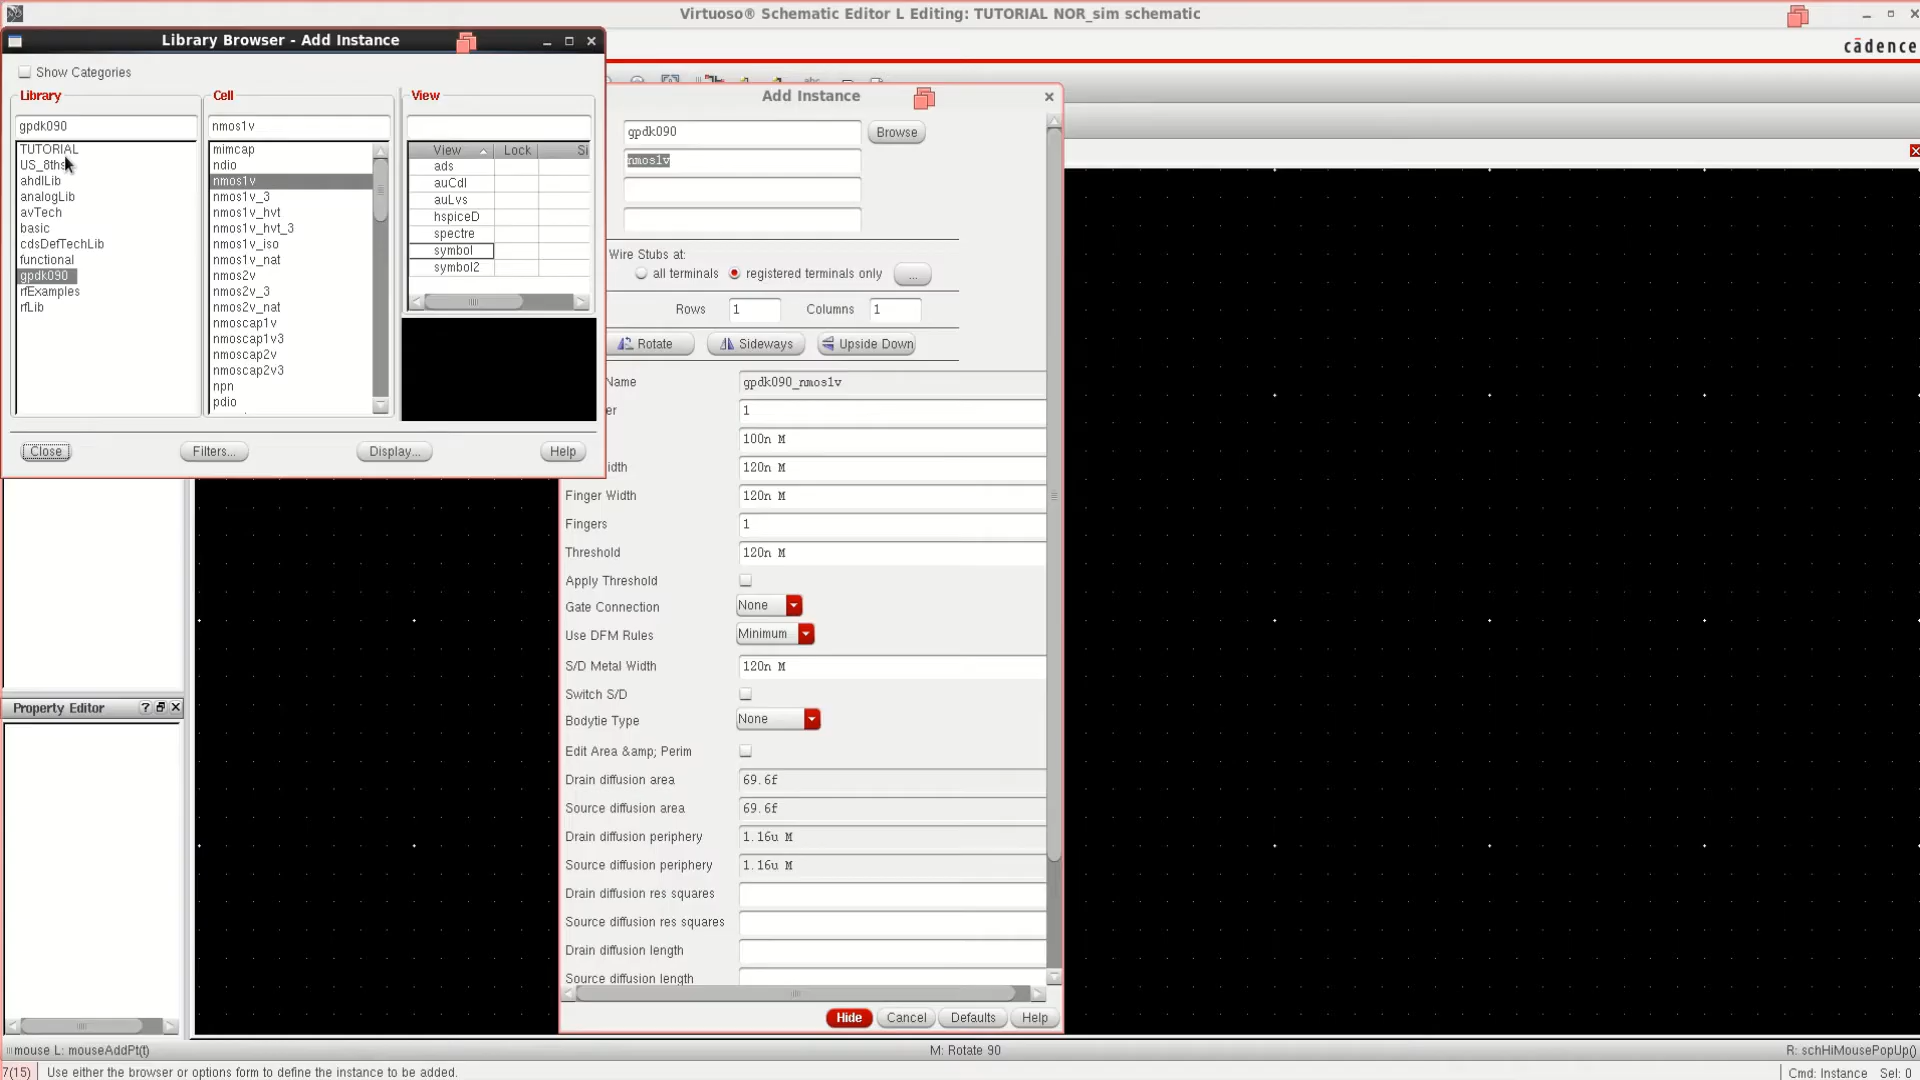 Virtuoso® Schematic Editor L Editing: TUTORIAL NOR_sim schematic
cādence
Library Browser - Add Instance
Show Categories
Library
Cell
View
gpdk090
nmos1v
TUTORIAL
US_8ths
ahdlLib
analogLib
avTech
basic
cdsDefTechLib
functional
gpdk090
rfExamples
rfLib
mimcap
ndio
nmos1v
nmos1v_3
nmos1v_hvt
nmos1v_hvt_3
nmos1v_iso
nmos1v_nat
nmos2v
nmos2v_3
nmos2v_nat
nmoscap1v
nmoscap1v3
nmoscap2v
nmoscap2v3
npn
pdio
View Lock Si
ads
auCdl
auLvs
hspiceD
spectre
symbol
symbol2
Close
Filters...
Display...
Help
Add Instance
gpdk090
Browse
nmos1v
Wire Stubs at:
all terminals
registered terminals only
...
Rows 1
Columns 1
Rotate
Sideways
Upside Down
Name gpdk090_nmos1v
er 1
100n M
idth 120n M
Finger Width 120n M
Fingers 1
Threshold 120n M
Apply Threshold
Gate Connection None
Use DFM Rules Minimum
S/D Metal Width 120n M
Switch S/D
Bodytie Type None
Edit Area &amp; Perim
Drain diffusion area 69.6f
Source diffusion area 69.6f
Drain diffusion periphery 1.16u M
Source diffusion periphery 1.16u M
Drain diffusion res squares
Source diffusion res squares
Drain diffusion length
Source diffusion length
Hide
Cancel
Defaults
Help
Property Editor
mouse L: mouseAddPt(t)
M: Rotate 90
R: schHiMousePopUp()
7(15)
Use either the browser or options form to define the instance to be added.
Cmd: Instance Sel: 0